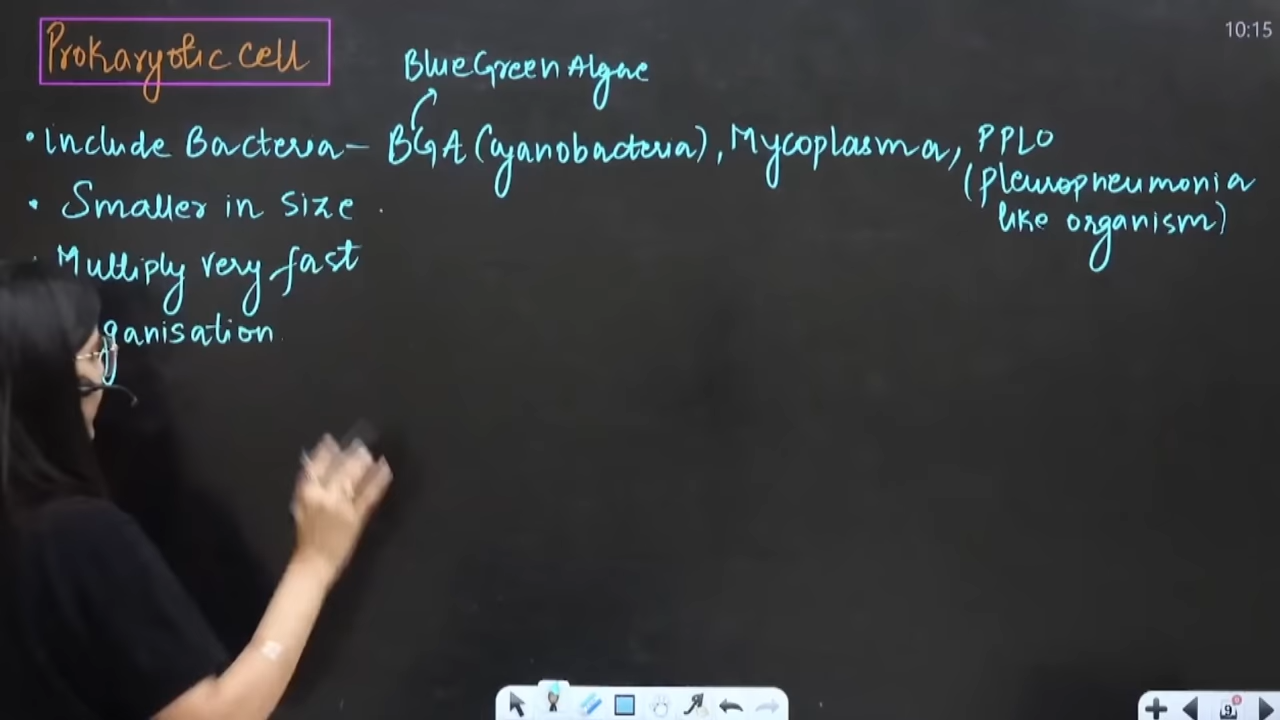 Prokaryotic cell
10:15
Blue Green Algae
• Include Bacteria - BGA (cyanobacteria), Mycoplasma, PPLO
(pleuropneumonia
like organism)
• Smaller in size
• Multiply very fast
ganisation
9